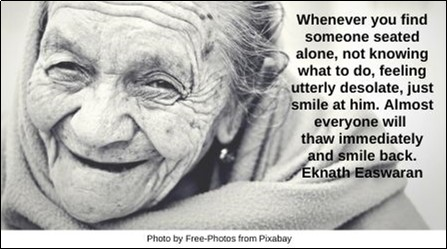 Whenever you find
someone seated
alone, not knowing
what to do, feeling
utterly desolate, just
smile at him. Almost
everyone will
thaw immediately
and smile back.
Eknath Easwaran
Photo by Free-Photos from Pixabay